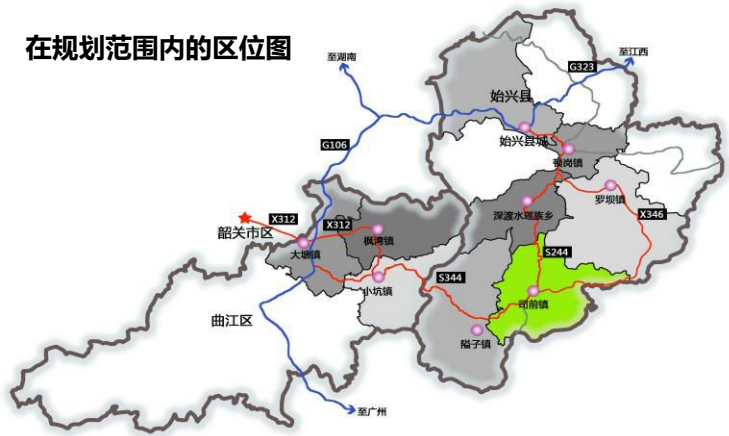 在规划范围内的区位图
至湖南
至江西
G323
始兴县
G106
始兴县城
顿岗镇
罗坝镇
深渡水瑶族乡
X346
X312
X312
枫湾镇
韶关市区
大塘镇
S244
S344
小坑镇
司前镇
曲江区
隘子镇
至广州